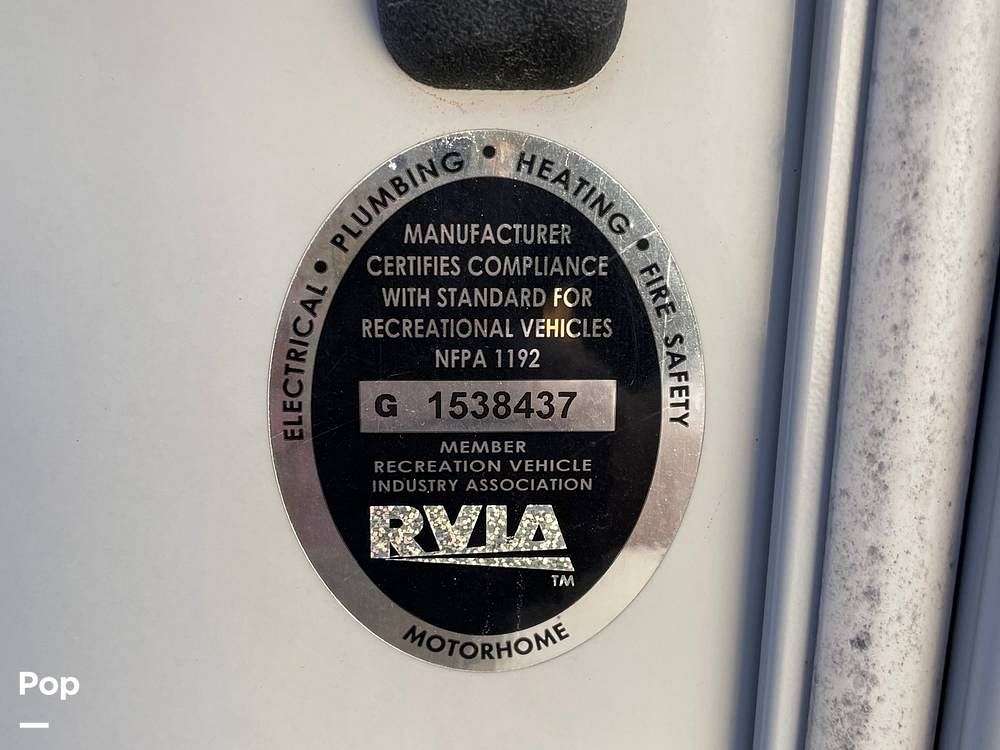 ELECTRICAL • PLUMBING • HEATING • FIRE SAFETY
MANUFACTURER
CERTIFIES COMPLIANCE
WITH STANDARD FOR
RECREATIONAL VEHICLES
NFPA 1192
G 1538437
MEMBER
RECREATION VEHICLE
INDUSTRY ASSOCIATION
RVIA
TM
MOTORHOME
Pop